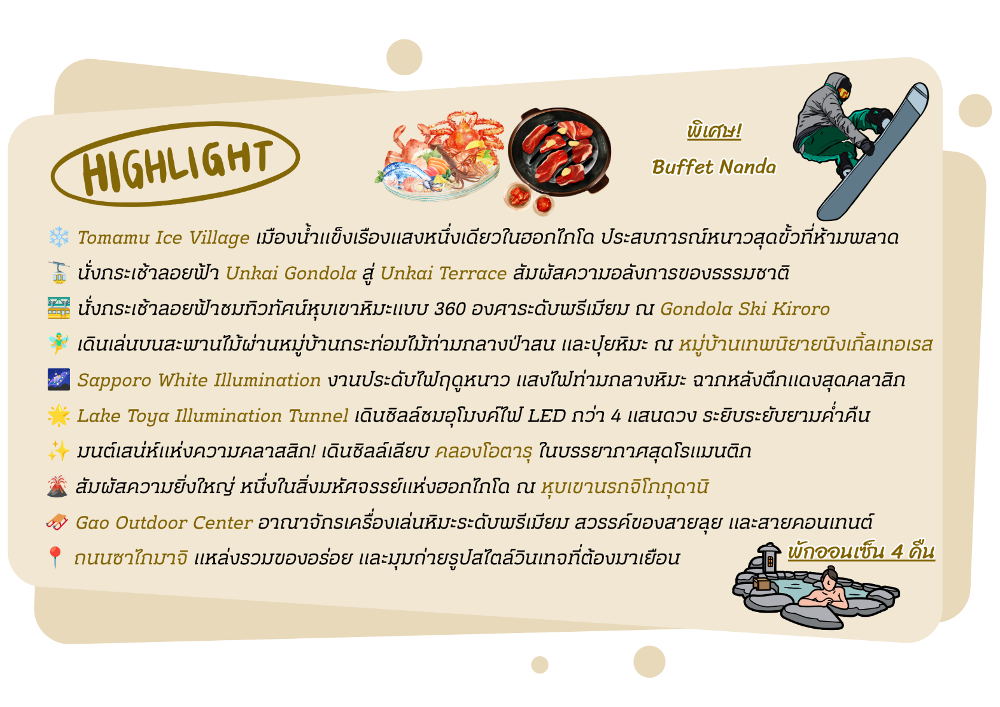 HIGHLIGHT
พิเศษ!
Buffet Nanda
Tomamu Ice Village เมืองน้ำแข็งเรืองแสงหนึ่งเดียวในฮอกไกโด ประสบการณ์หนาวสุดขั้วที่ห้ามพลาด
นั่งกระเช้าลอยฟ้า Unkai Gondola สู่ Unkai Terrace สัมผัสความอลังการของธรรมชาติ
นั่งกระเช้าลอยฟ้าชมทิวทัศน์หุบเขาหิมะแบบ 360 องศาระดับพรีเมียม ณ Gondola Ski Kiroro
เดินเล่นบนสะพานไม้ผ่านหมู่บ้านกระท่อมไม้ท่ามกลางป่าสน และปุยหิมะ ณ หมู่บ้านเทพนิยายนิงเกิ้ลเทอเรส
Sapporo White Illumination งานประดับไฟฤดูหนาว แสงไฟท่ามกลางหิมะ ฉากหลังตึกแดงสุดคลาสิก
Lake Toya Illumination Tunnel เดินชิลล์ชมอุโมงค์ไฟ LED กว่า 4 แสนดวง ระยิบระยับยามค่ำคืน
มนต์เสน่ห์แห่งความคลาสสิก! เดินชิลล์เลียบ คลองโอตารุ ในบรรยากาศสุดโรแมนติก
สัมผัสความยิ่งใหญ่ หนึ่งในสิ่งมหัศจรรย์แห่งฮอกไกโด ณ หุบเขานรกจิโกกุดานิ
Gao Outdoor Center อาณาจักรเครื่องเล่นหิมะระดับพรีเมียม สวรรค์ของสายลุย และสายคอนเทนต์
ถนนซาไกมาจิ แหล่งรวมของอร่อย และมุมถ่ายรูปสไตล์วินเทจที่ต้องมาเยือน
พักออนเซ็น 4 คืน